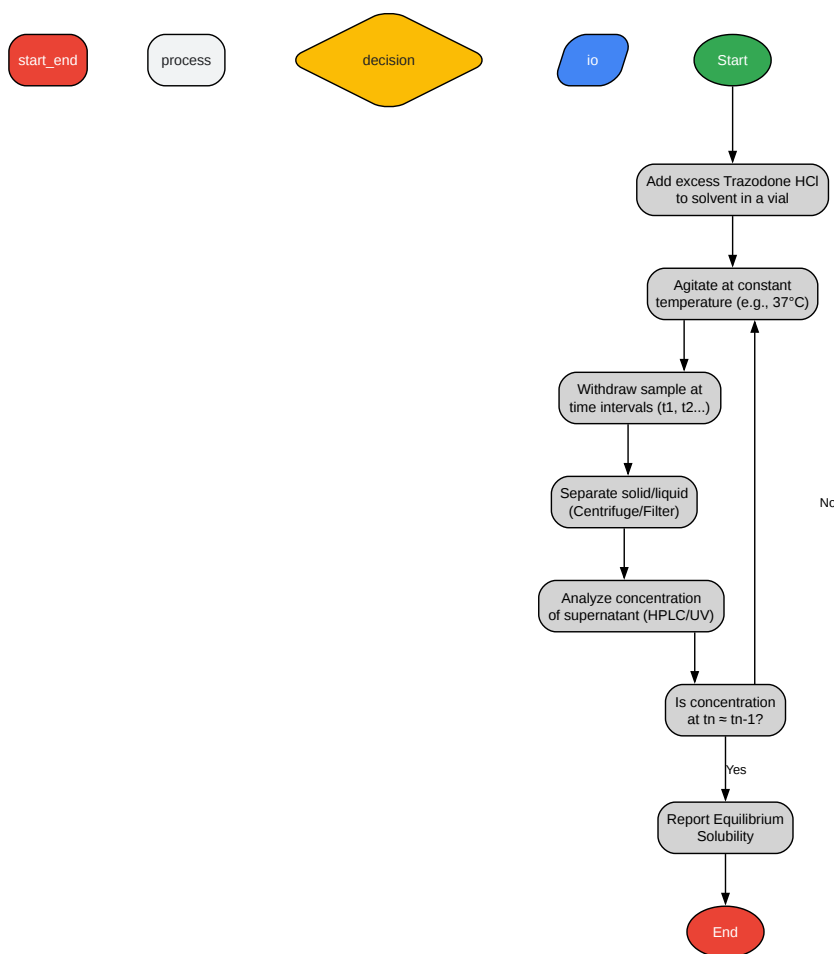 start_end
process
decision
io
Start
Add excess Trazodone HCl
to solvent in a vial
Agitate at constant
temperature (e.g., 37°C)
Withdraw sample at
time intervals (t1, t2...)
Separate solid/liquid
(Centrifuge/Filter)
No
Analyze concentration
of supernatant (HPLC/UV)
Is concentration
at tn ≈ tn-1?
Yes
Report Equilibrium
Solubility
End